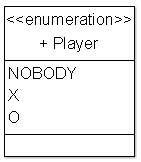 <<enumeration>>
+ Player
NOBODY
X
O